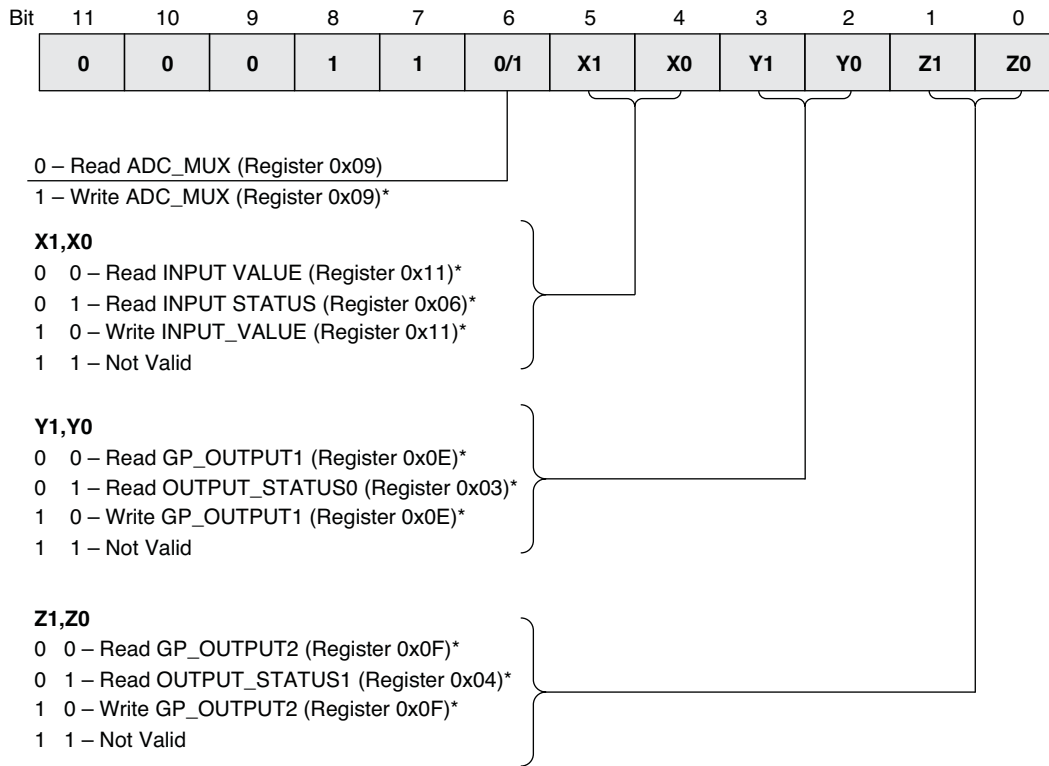 Bit 11 10 9 8 7 6 5 4 3 2 1 0
0 0 0 1 1 0/1 X1 X0 Y1 Y0 Z1 Z0
0 – Read ADC_MUX (Register 0x09)
1 – Write ADC_MUX (Register 0x09)*
X1,X0
0 0 – Read INPUT VALUE (Register 0x11)*
0 1 – Read INPUT STATUS (Register 0x06)*
1 0 – Write INPUT_VALUE (Register 0x11)*
1 1 – Not Valid
Y1,Y0
0 0 – Read GP_OUTPUT1 (Register 0x0E)*
0 1 – Read OUTPUT_STATUS0 (Register 0x03)*
1 0 – Write GP_OUTPUT1 (Register 0x0E)*
1 1 – Not Valid
Z1,Z0
0 0 – Read GP_OUTPUT2 (Register 0x0F)*
0 1 – Read OUTPUT_STATUS1 (Register 0x04)*
1 0 – Write GP_OUTPUT2 (Register 0x0F)*
1 1 – Not Valid